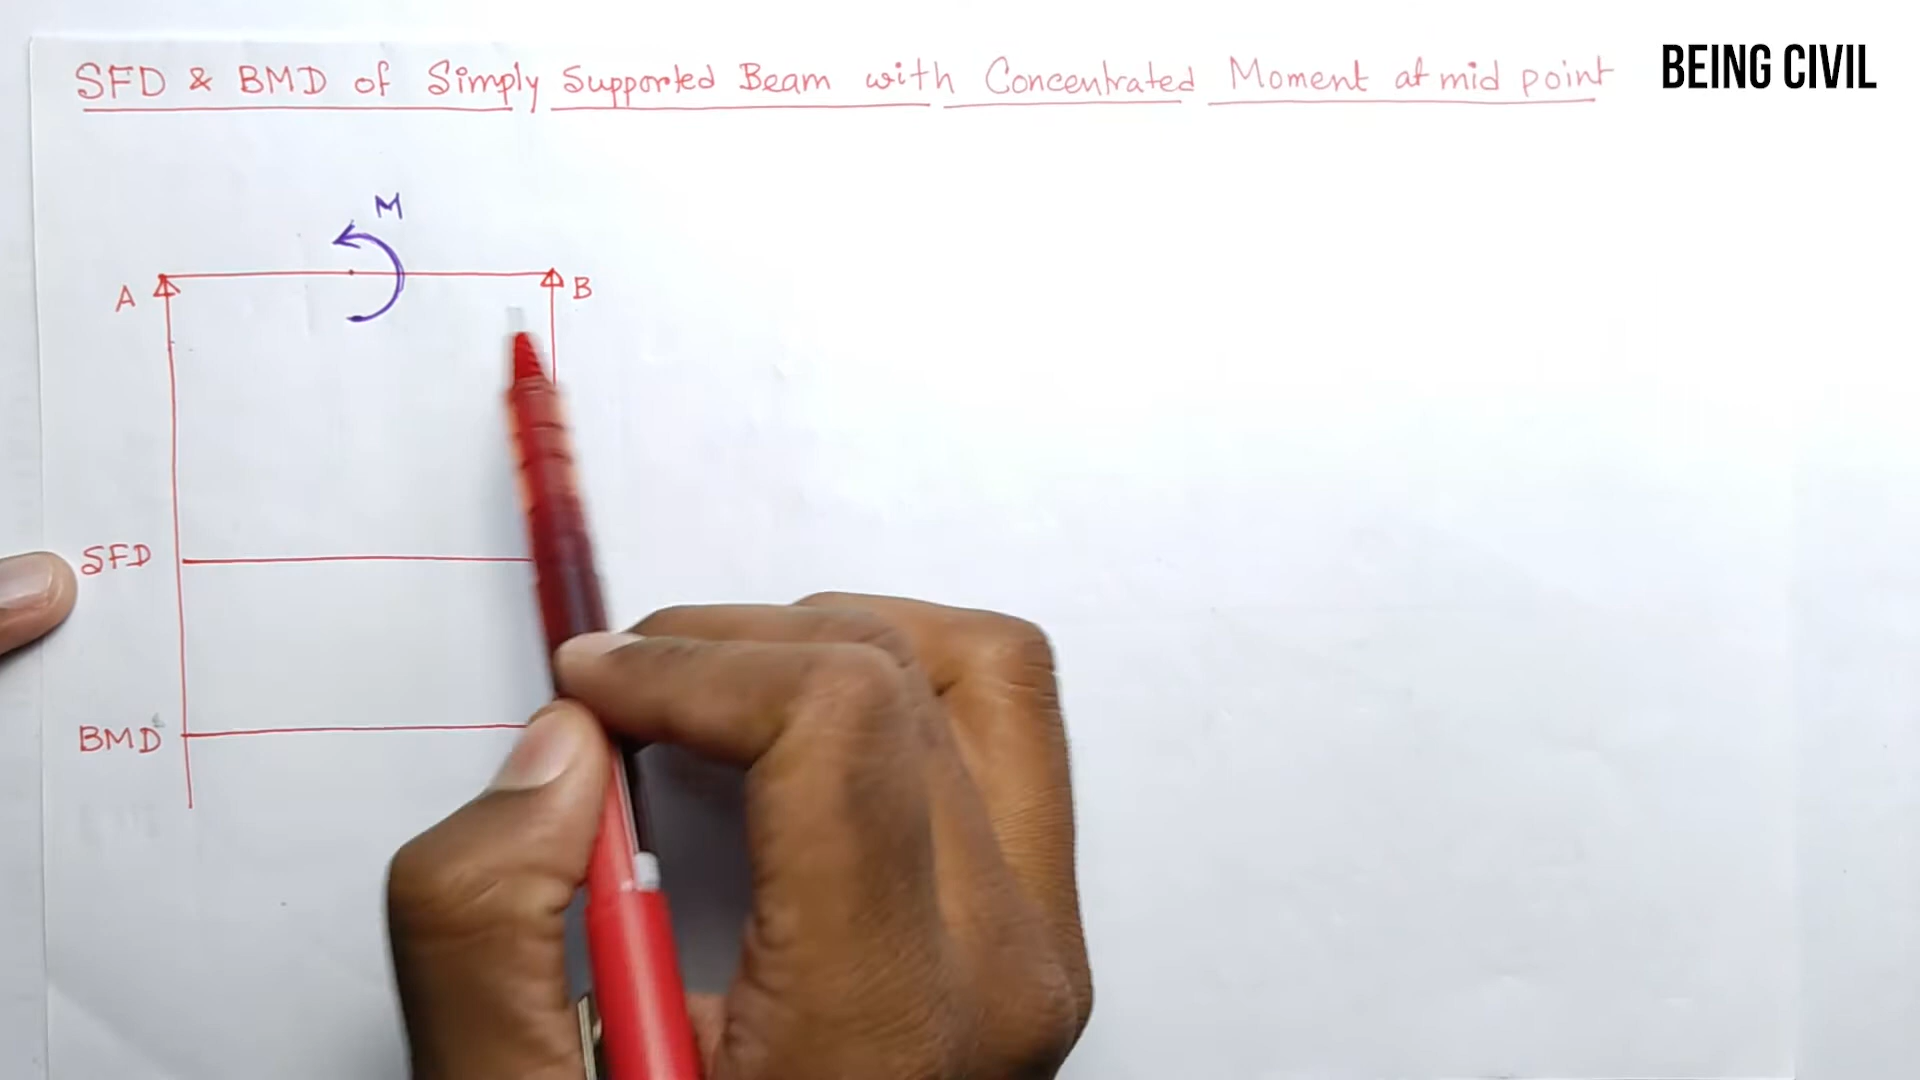 SFD & BMD of Simply Supported Beam with Concentrated Moment at mid point
BEING CIVIL
M
A
B
SFD
BMD